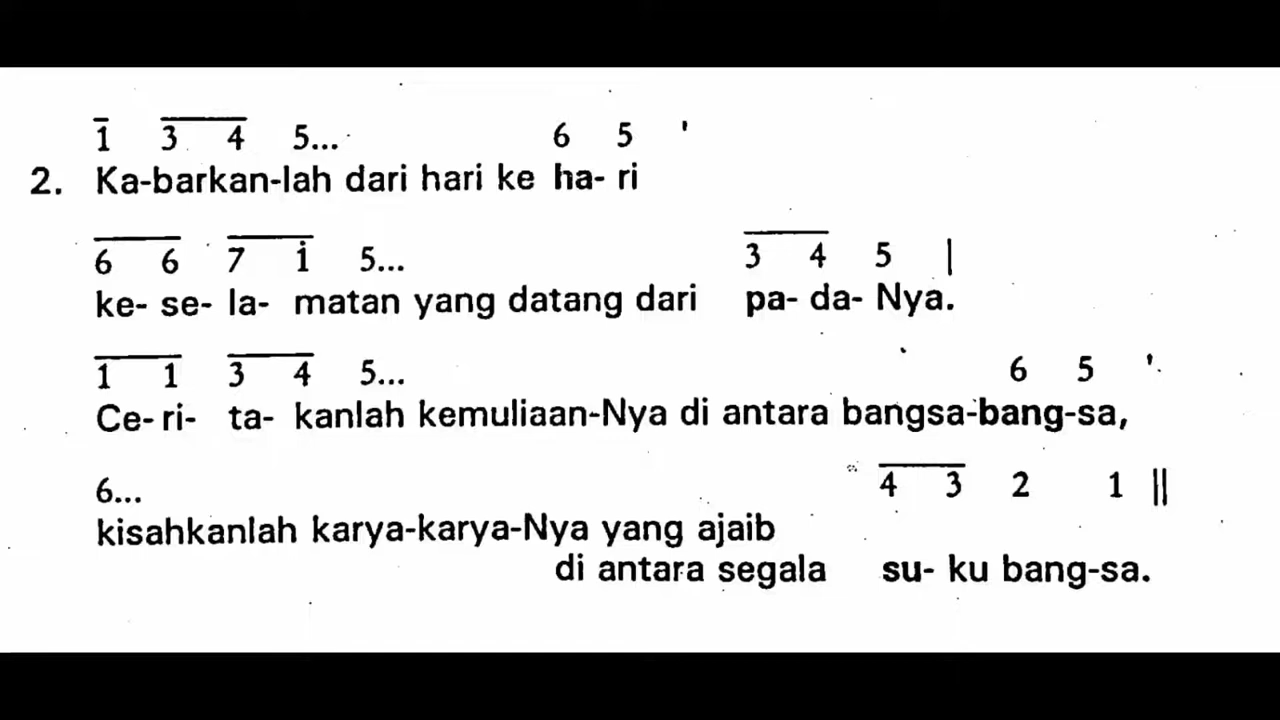 1 3 4 5... 6 5 '
2. Ka-barkan-lah dari hari ke ha- ri
6 6 7 i 5... 3 4 5 |
ke- se- la- matan yang datang dari pa- da- Nya.
1 1 3 4 5... 6 5 '
Ce- ri- ta- kanlah kemuliaan-Nya di antara bangsa-bang-sa,
6... 4 3 2 1 ||
kisahkanlah karya-karya-Nya yang ajaib
di antara segala su- ku bang-sa.